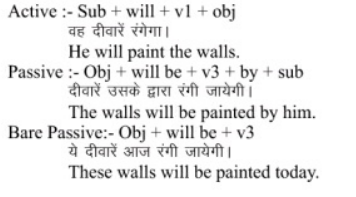 Active :- Sub + will + v1 + obj
वह दीवारें रंगेगा।
He will paint the walls.
Passive :- Obj + will be + v3 + by + sub
दीवारें उसके द्वारा रंगी जायेगी।
The walls will be painted by him.
Bare Passive:- Obj + will be + v3
ये दीवारें आज रंगी जायेगी।
These walls will be painted today.